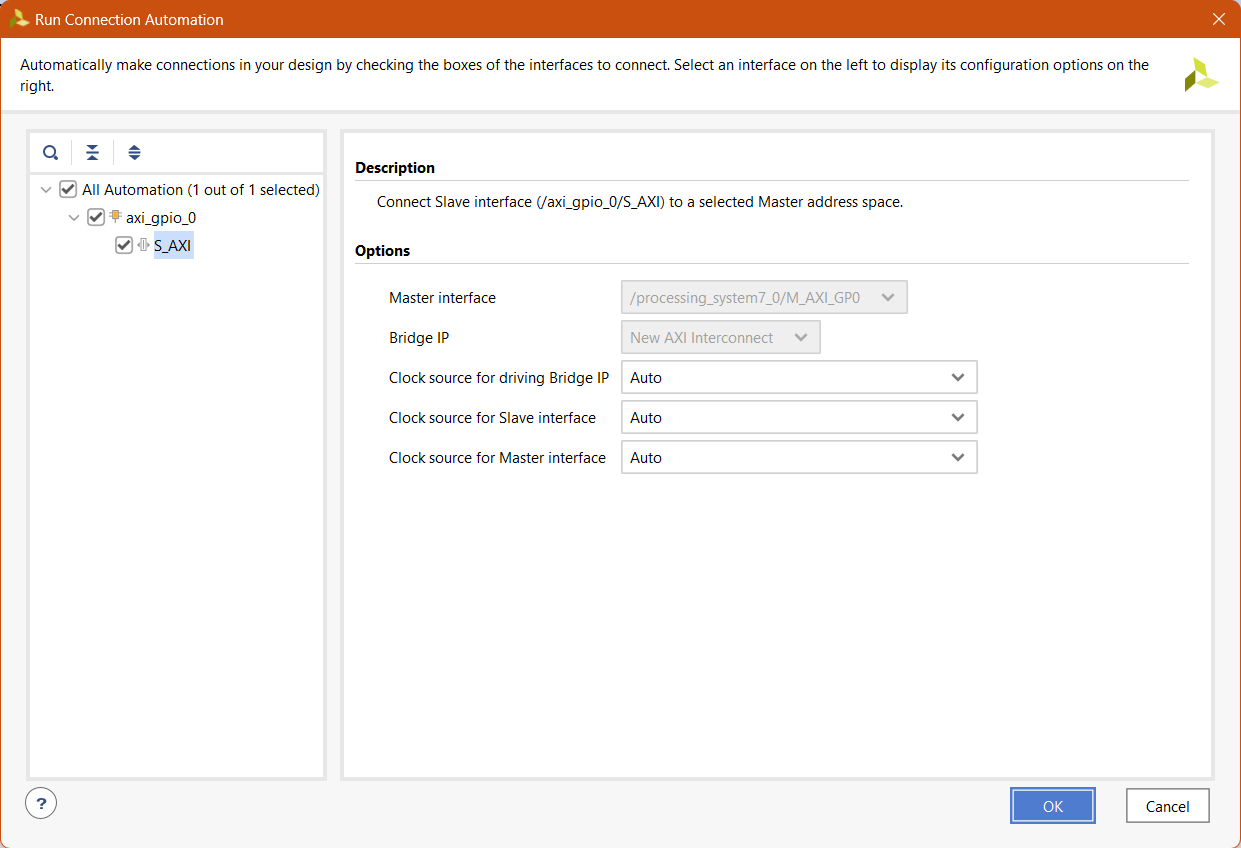 Run Connection Automation
Automatically make connections in your design by checking the boxes of the interfaces to connect. Select an interface on the left to display its configuration options on the
right.
All Automation (1 out of 1 selected)
axi_gpio_0
S_AXI
Description
Connect Slave interface (/axi_gpio_0/S_AXI) to a selected Master address space.
Options
Master interface /processing_system7_0/M_AXI_GP0
Bridge IP New AXI Interconnect
Clock source for driving Bridge IP Auto
Clock source for Slave interface Auto
Clock source for Master interface Auto
? OK Cancel